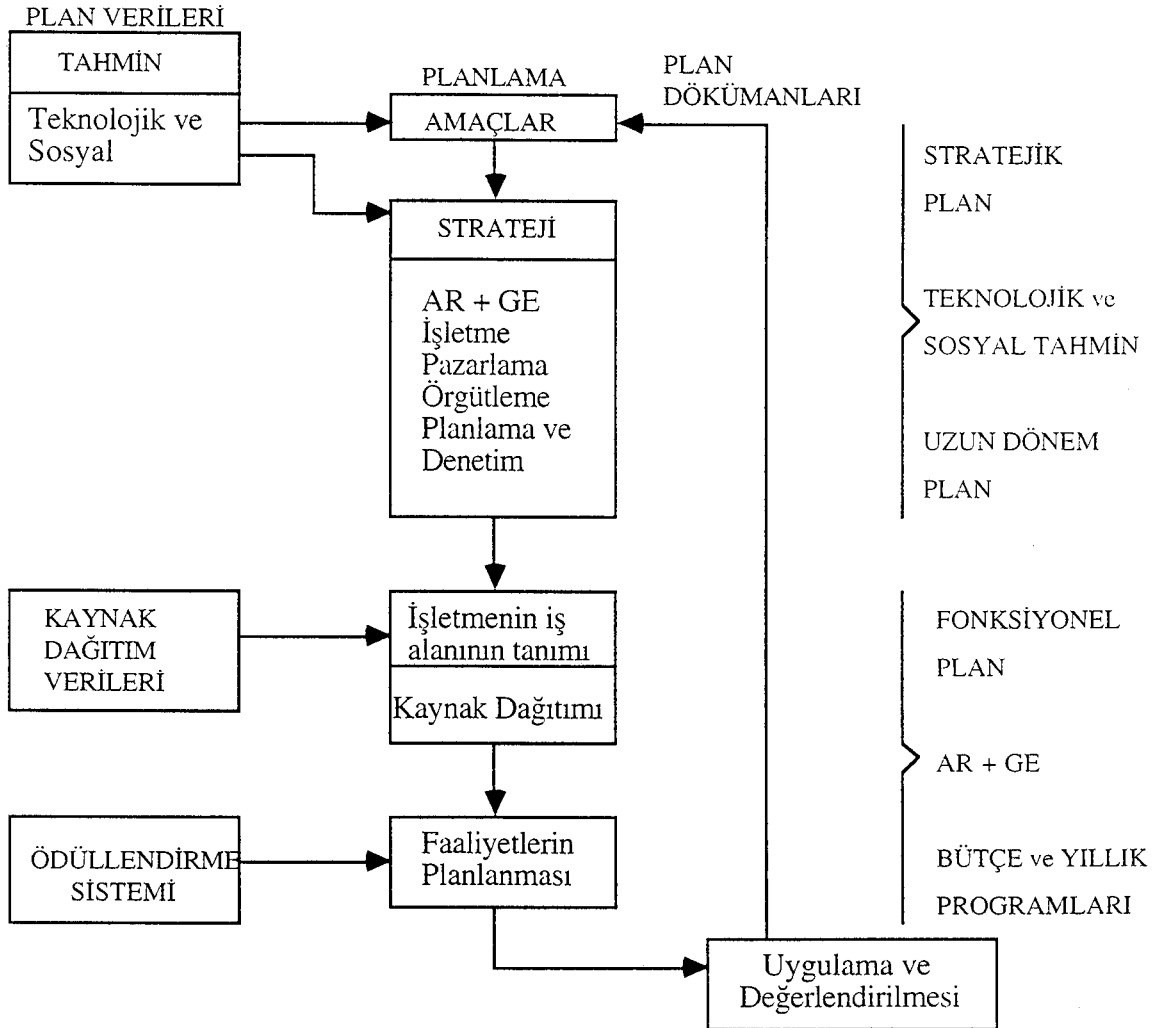 PLAN VERİLERİ
TAHMİN
Teknolojik ve
Sosyal
PLANLAMA
AMAÇLAR
PLAN
DÖKÜMANLARI
STRATEJİ
AR + GE
İşletme
Pazarlama
Örgütleme
Planlama ve
Denetim
STRATEJİK
PLAN
TEKNOLOJİK ve
SOSYAL TAHMİN
UZUN DÖNEM
PLAN
KAYNAK
DAĞITIM
VERİLERİ
İşletmenin iş
alanının tanımı
Kaynak Dağıtımı
FONKSİYONEL
PLAN
AR + GE
BÜTÇE ve YILLIK
PROGRAMLARI
ÖDÜLLENDİRME
SİSTEMİ
Faaliyetlerin
Planlanması
Uygulama ve
Değerlendirilmesi